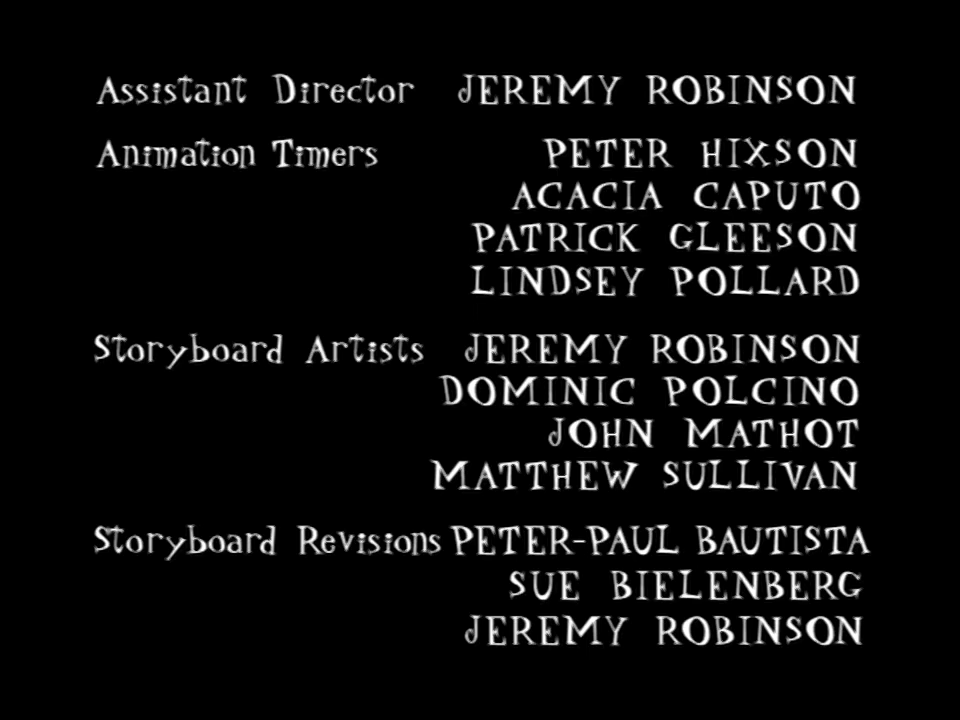 Assistant Director JEREMY ROBINSON
Animation Timers PETER HIXSON
ACACIA CAPUTO
PATRICK GLEESON
LINDSEY POLLARD
Storyboard Artists JEREMY ROBINSON
DOMINIC POLCINO
JOHN MATHOT
MATTHEW SULLIVAN
Storyboard Revisions PETER-PAUL BAUTISTA
SUE BIELENBERG
JEREMY ROBINSON